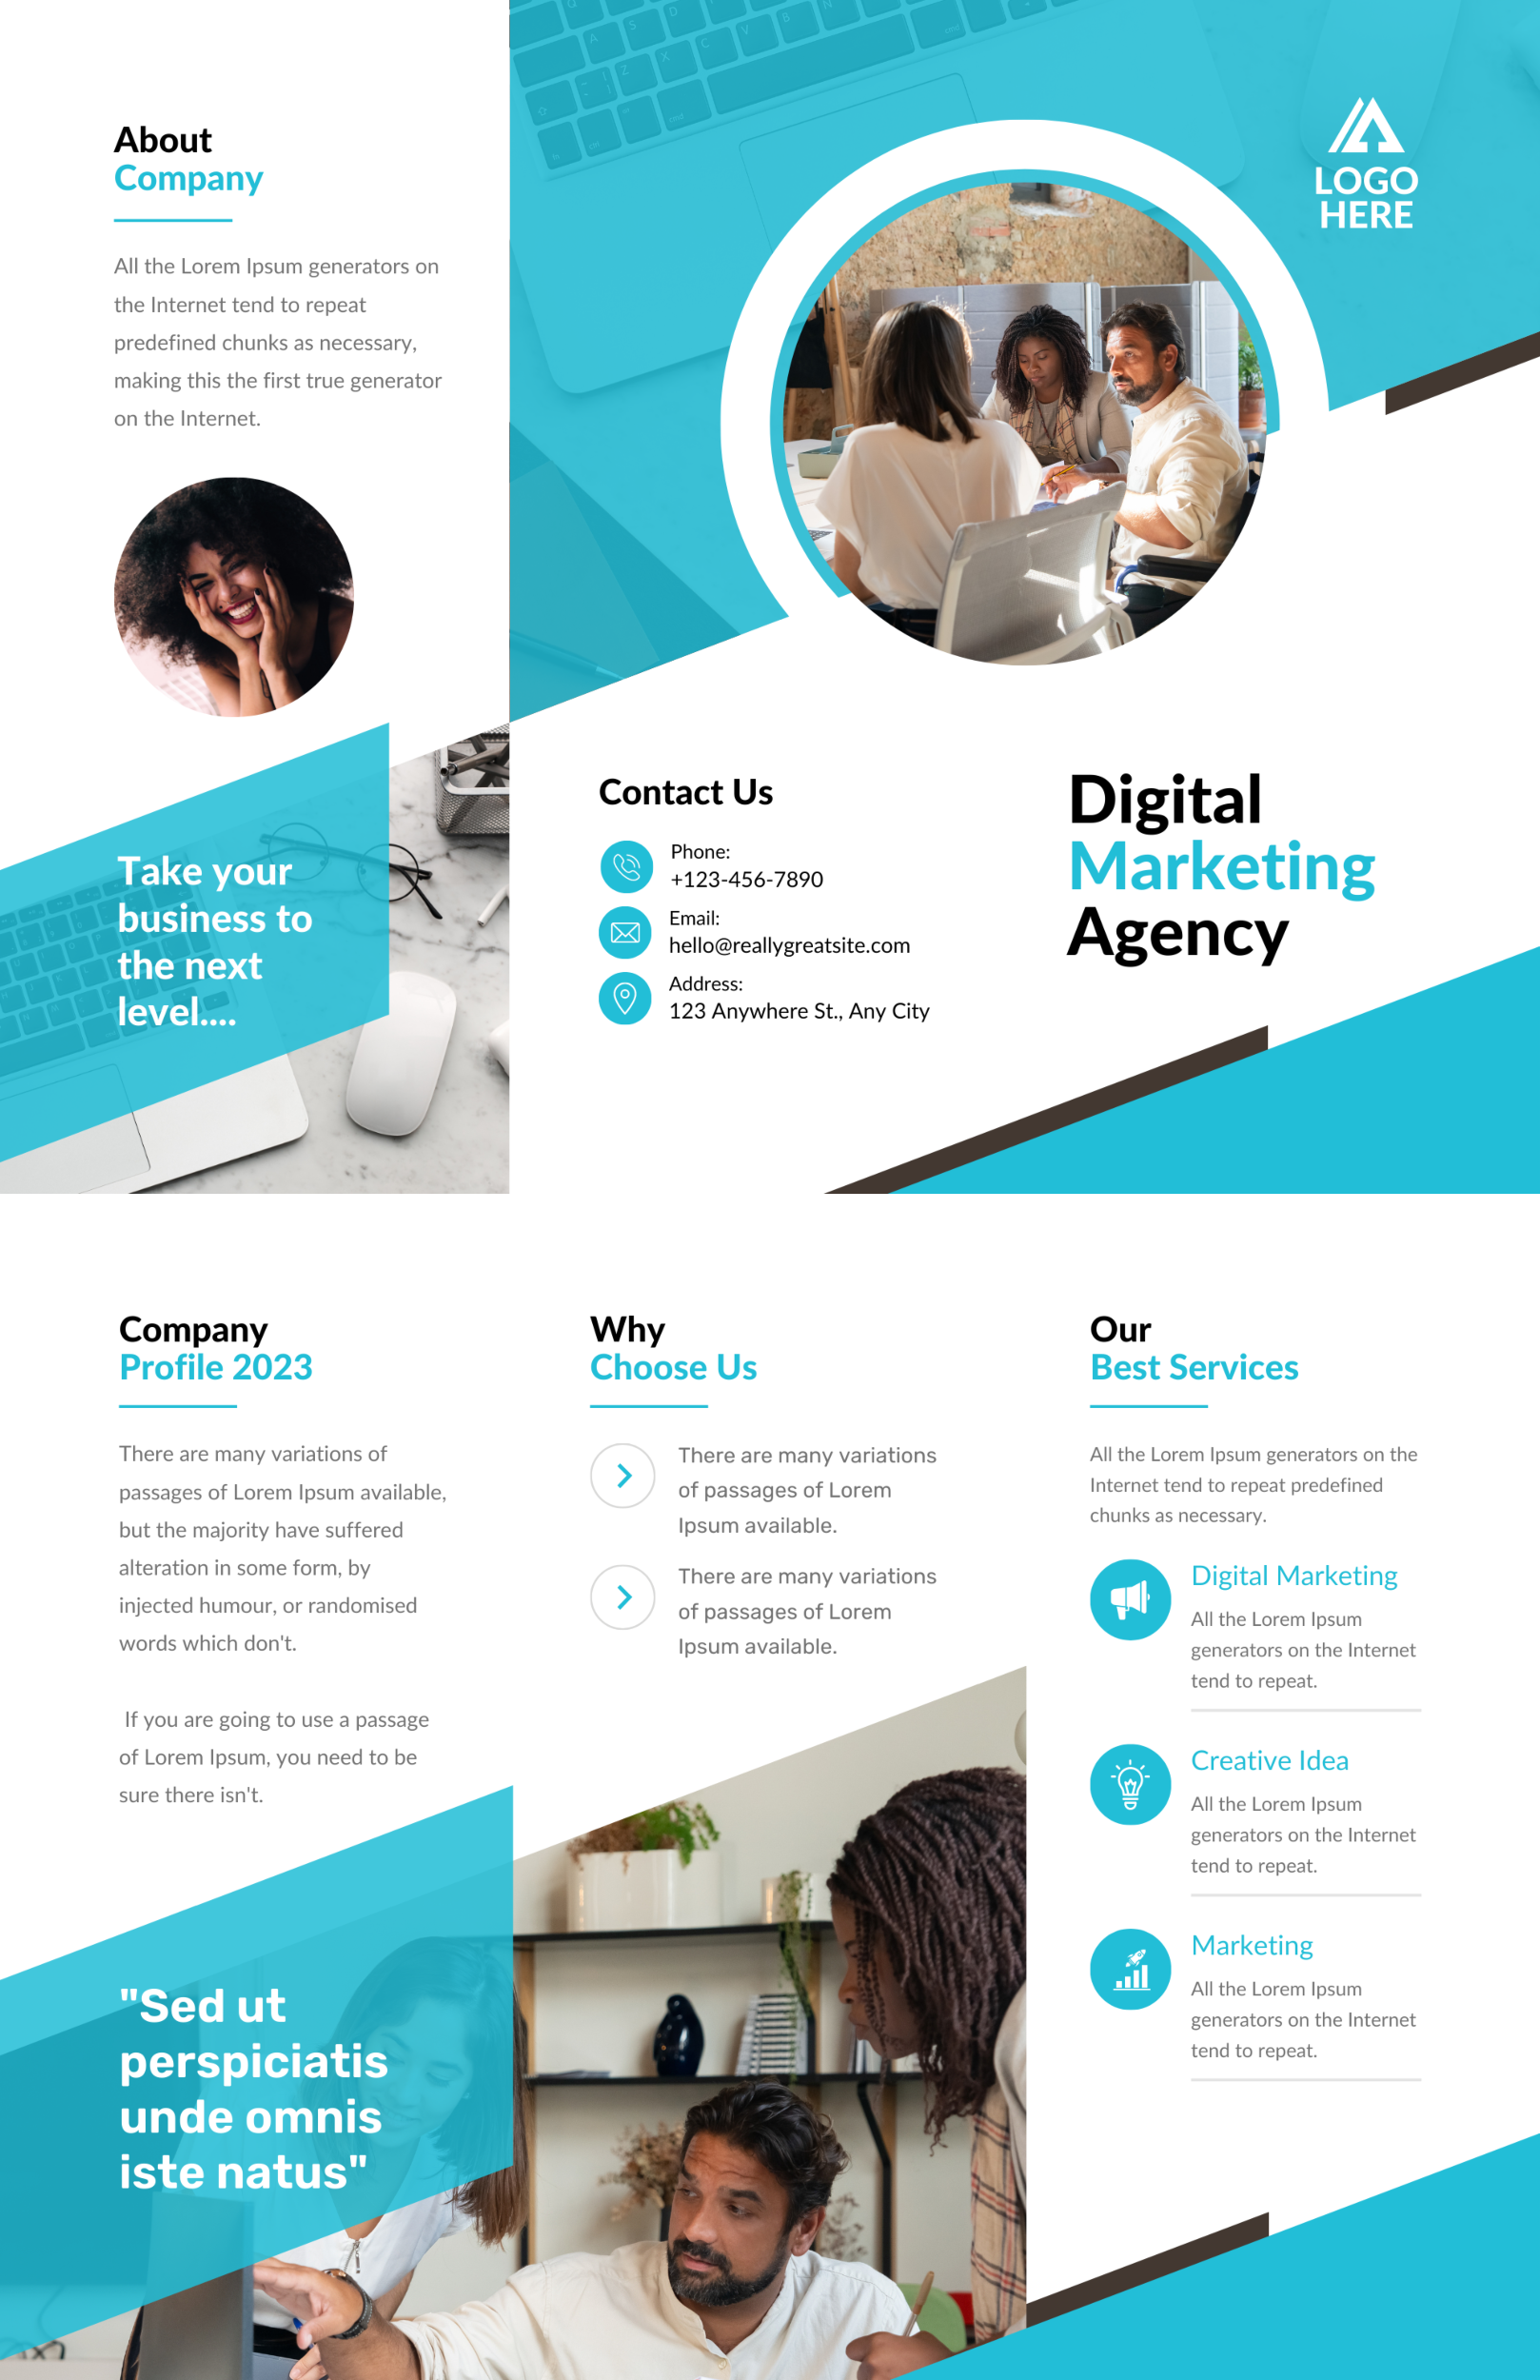 About
Company
All the Lorem Ipsum generators on
the Internet tend to repeat
predefined chunks as necessary,
making this the first true generator
on the Internet.
Take your
business to
the next
level....
Contact Us
Phone:
+123-456-7890
Email:
hello@reallygreatsite.com
Address:
123 Anywhere St., Any City
LOGO
HERE
Digital
Marketing
Agency
Company
Profile 2023
There are many variations of
passages of Lorem Ipsum available,
but the majority have suffered
alteration in some form, by
injected humour, or randomised
words which don't.
If you are going to use a passage
of Lorem Ipsum, you need to be
sure there isn't.
"Sed ut
perspiciatis
unde omnis
iste natus"
Why
Choose Us
There are many variations
of passages of Lorem
Ipsum available.
There are many variations
of passages of Lorem
Ipsum available.
Our
Best Services
All the Lorem Ipsum generators on the
Internet tend to repeat predefined
chunks as necessary.
Digital Marketing
All the Lorem Ipsum
generators on the Internet
tend to repeat.
Creative Idea
All the Lorem Ipsum
generators on the Internet
tend to repeat.
Marketing
All the Lorem Ipsum
generators on the Internet
tend to repeat.